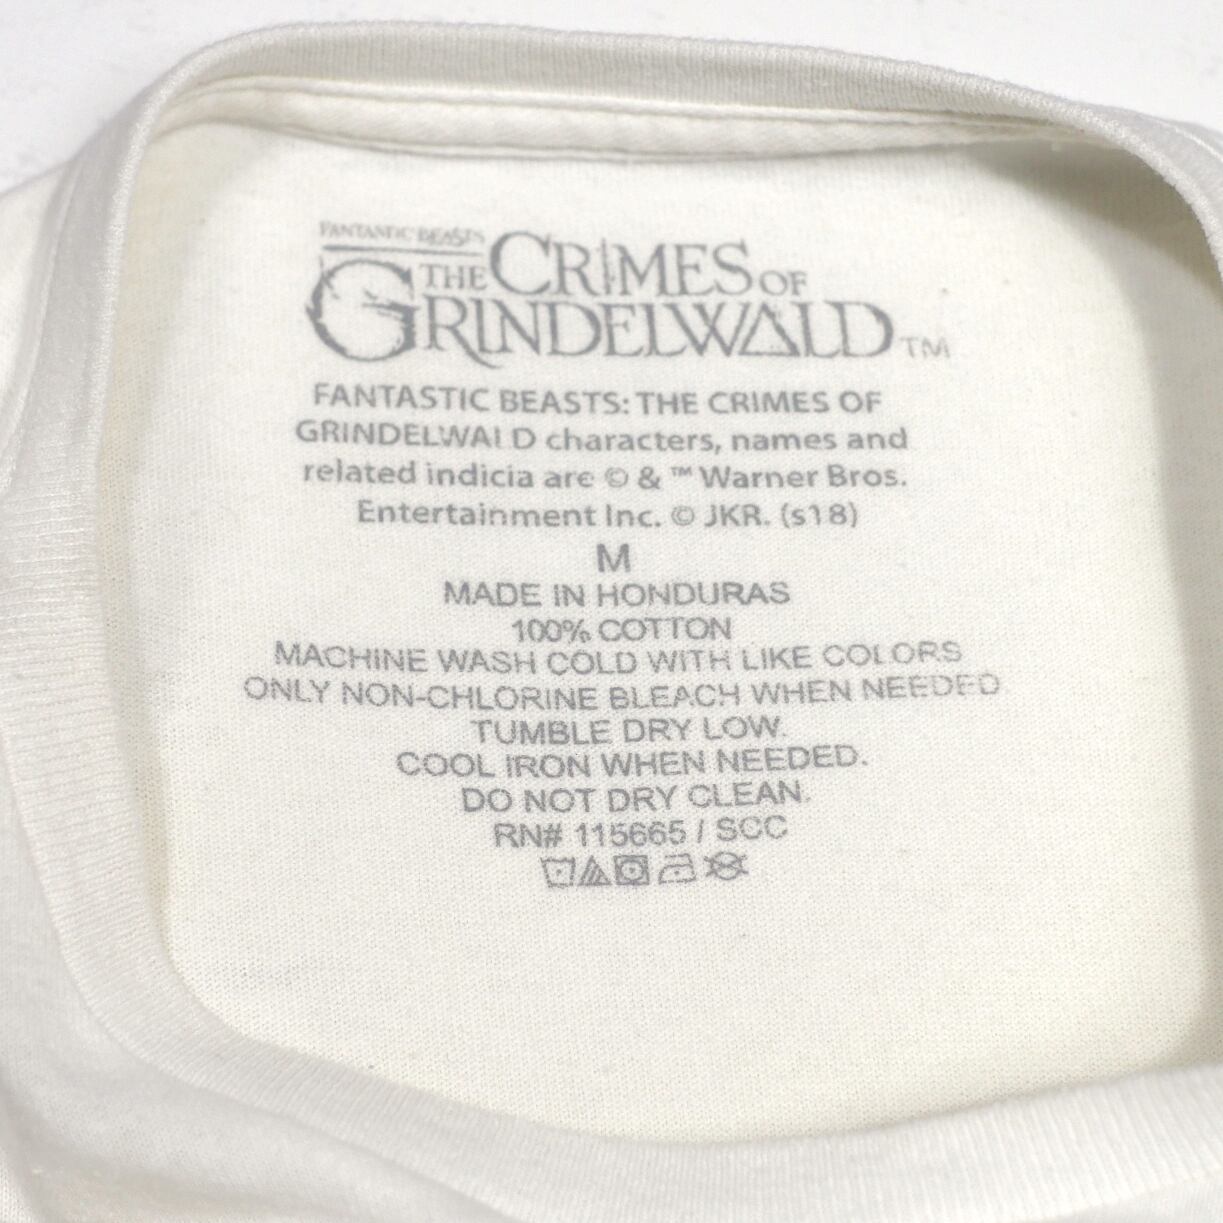 FANTASTIC BEASTS
THE CRIMES OF
GRINDELWALD™
FANTASTIC BEASTS: THE CRIMES OF
GRINDELWALD characters, names and
related indicia are © & ™ Warner Bros.
Entertainment Inc. © JKR. (s18)
M
MADE IN HONDURAS
100% COTTON
MACHINE WASH COLD WITH LIKE COLORS
ONLY NON-CHLORINE BLEACH WHEN NEEDED
TUMBLE DRY LOW.
COOL IRON WHEN NEEDED.
DO NOT DRY CLEAN.
RN# 115665 / SCC